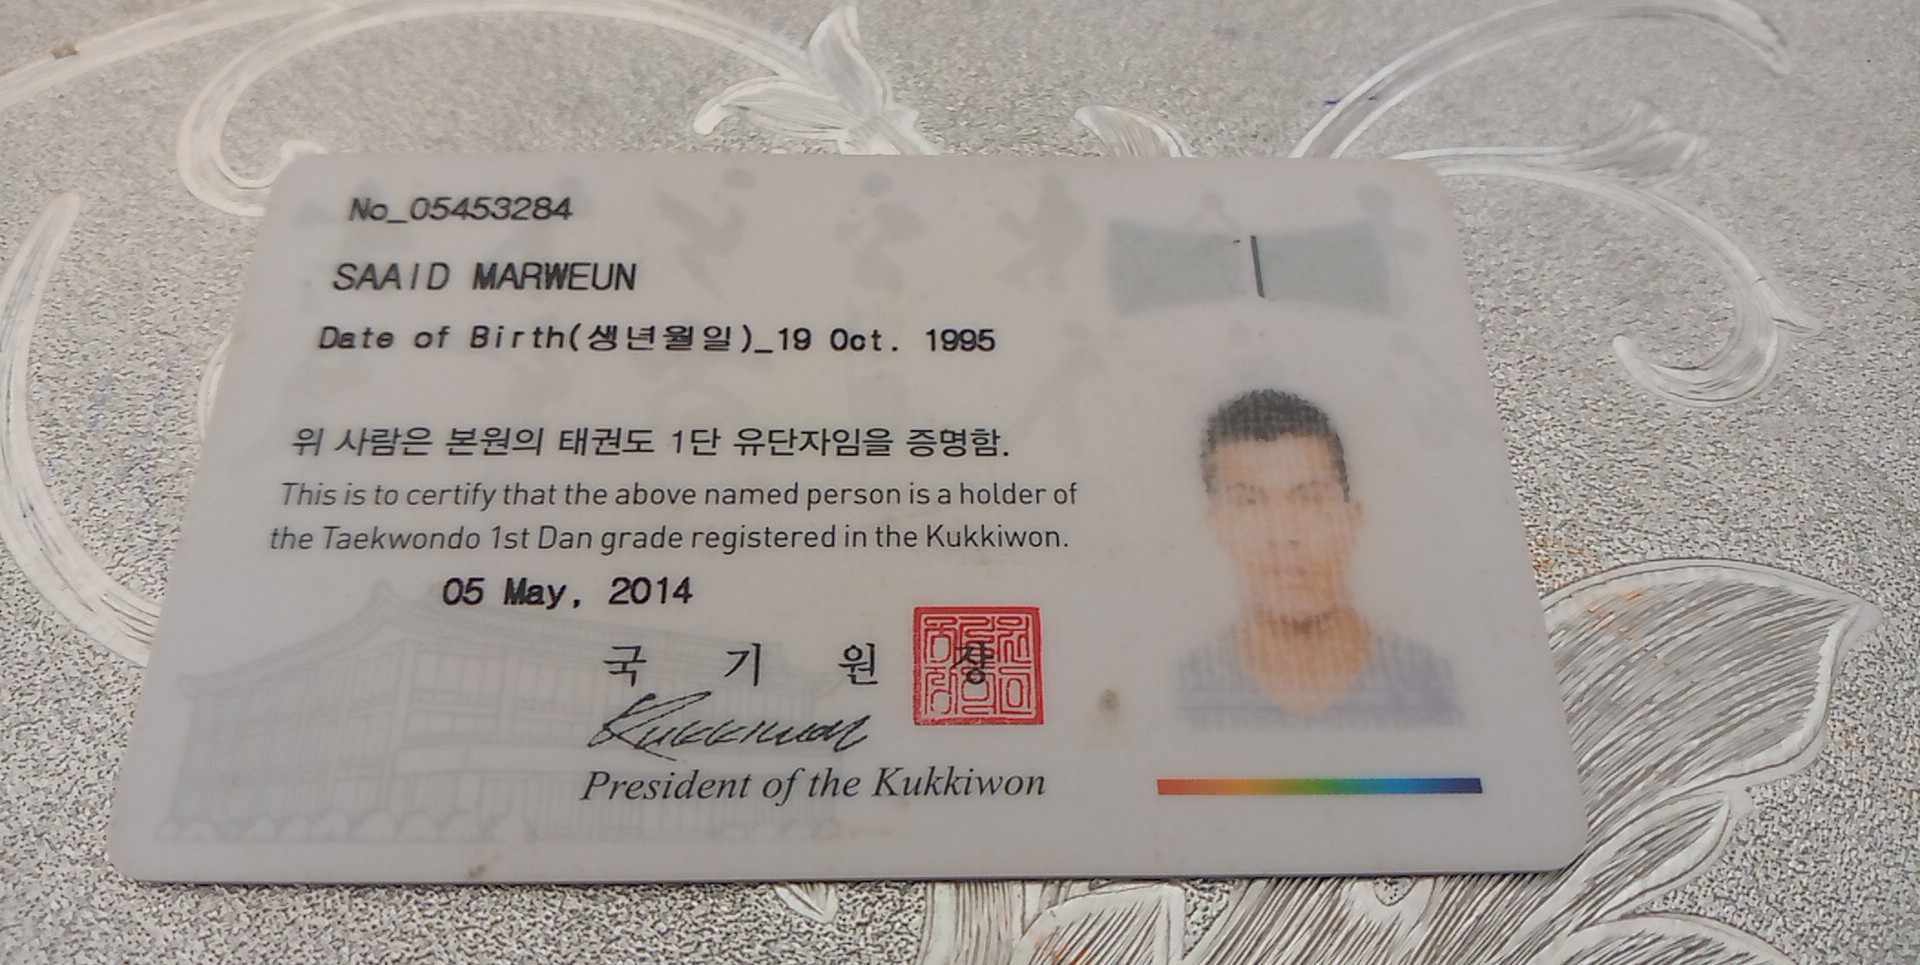 No_05453284
SAAID MARWEUN
Date of Birth(생년월일)_19 Oct. 1995
위 사람은 본원의 태권도 1단 유단자임을 증명함.
This is to certify that the above named person is a holder of
the Taekwondo 1st Dan grade registered in the Kukkiwon.
05 May, 2014
국 기 원 장
Kukkiwon
President of the Kukkiwon